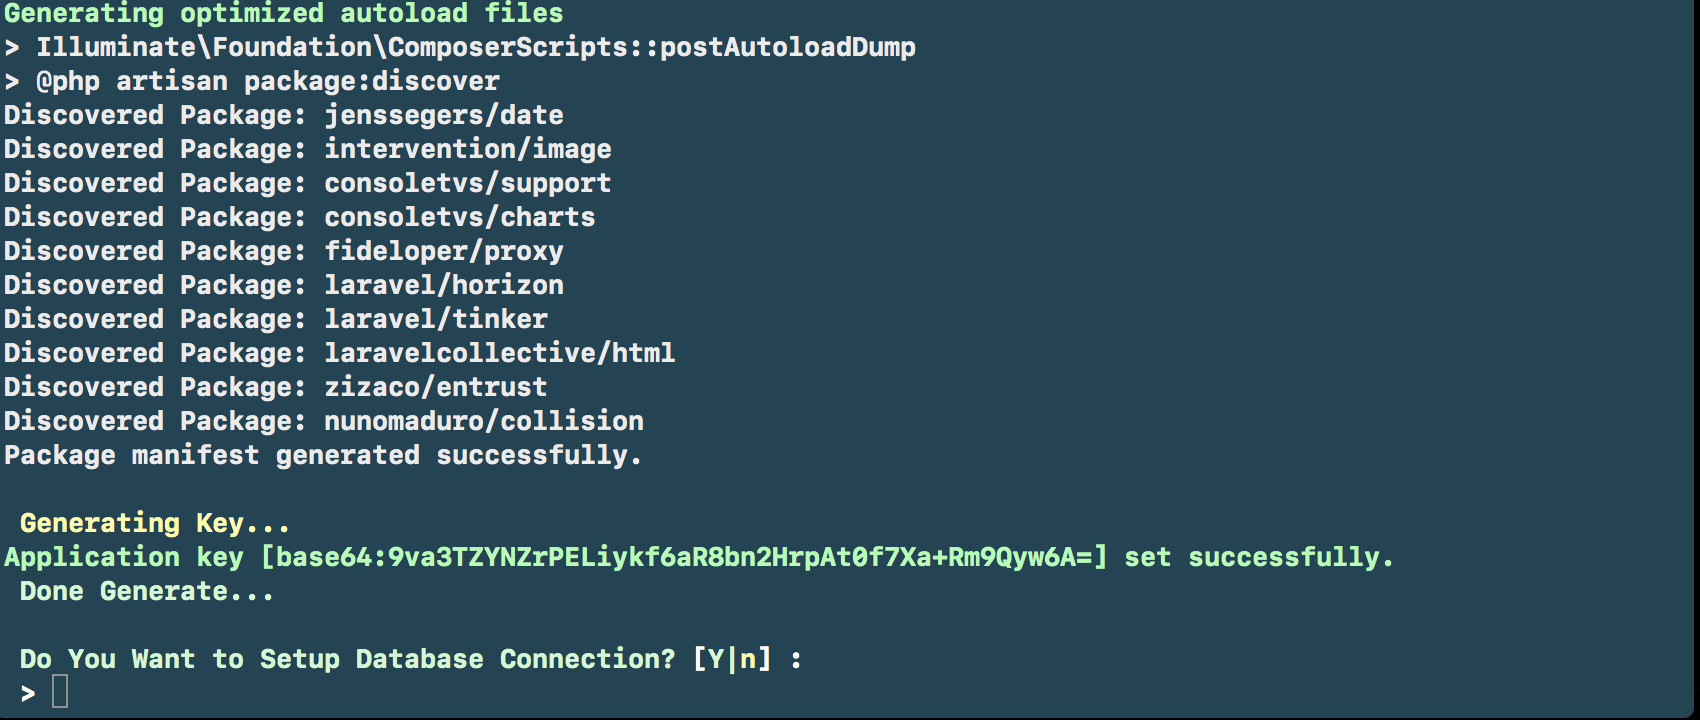 Generating optimized autoload files
> Illuminate\Foundation\ComposerScripts::postAutoloadDump
> @php artisan package:discover
Discovered Package: jenssegers/date
Discovered Package: intervention/image
Discovered Package: consoletvs/support
Discovered Package: consoletvs/charts
Discovered Package: fideloper/proxy
Discovered Package: laravel/horizon
Discovered Package: laravel/tinker
Discovered Package: laravelcollective/html
Discovered Package: zizaco/entrust
Discovered Package: nunomaduro/collision
Package manifest generated successfully.
Generating Key...
Application key [base64:9va3TZYNZrPELiykf6aR8bn2HrpAt0f7Xa+Rm9Qyw6A=] set successfully.
Done Generate...
Do You Want to Setup Database Connection? [Y|n] :
>